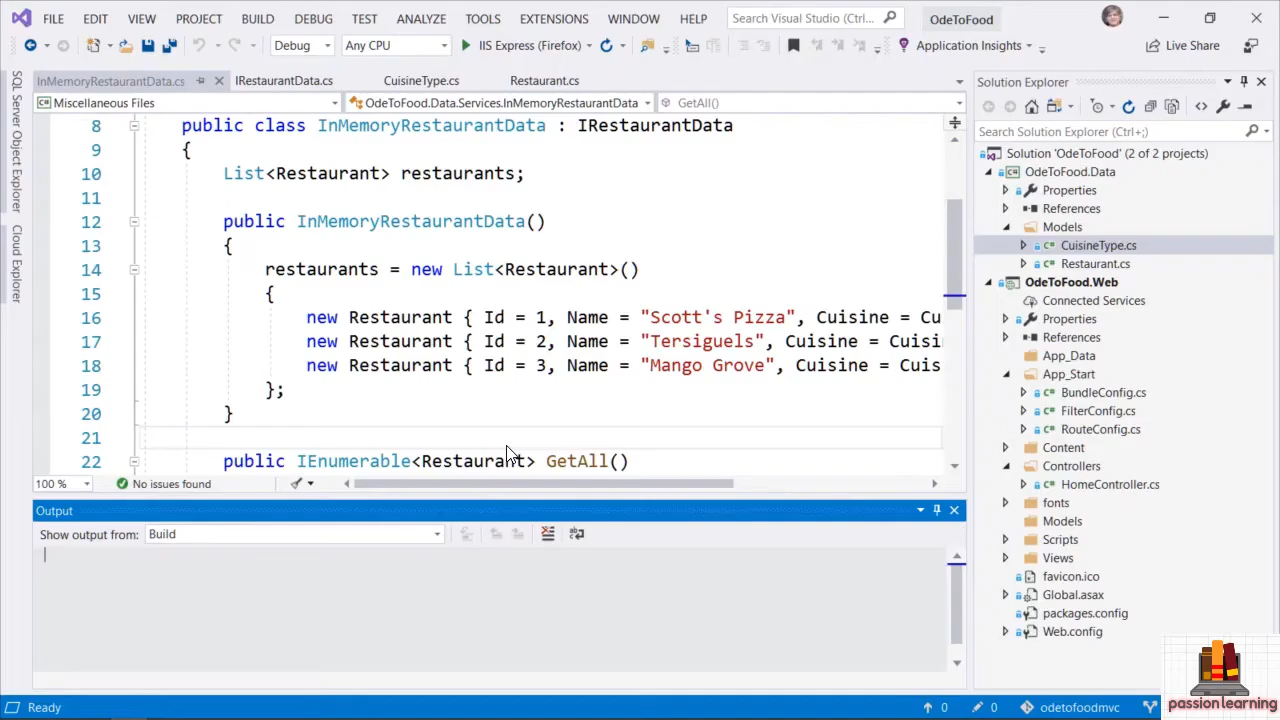 FILE EDIT VIEW PROJECT BUILD DEBUG TEST ANALYZE TOOLS EXTENSIONS WINDOW HELP Search Visual Studio (Ctrl... OdeToFood
Debug Any CPU IIS Express (Firefox) Application Insights Live Share
SQL Server Object Explorer
Cloud Explorer
InMemoryRestaurantData.cs IRestaurantData.cs CuisineType.cs Restaurant.cs
Miscellaneous Files OdeToFood.Data.Services.InMemoryRestaurantData GetAll()
8 public class InMemoryRestaurantData : IRestaurantData
9 {
10 List<Restaurant> restaurants;
11
12 public InMemoryRestaurantData()
13 {
14 restaurants = new List<Restaurant>()
15 {
16 new Restaurant { Id = 1, Name = "Scott's Pizza", Cuisine = Cu
17 new Restaurant { Id = 2, Name = "Tersiguels", Cuisine = Cuisi
18 new Restaurant { Id = 3, Name = "Mango Grove", Cuisine = Cuis
19 };
20 }
21
22 public IEnumerable<Restaurant> GetAll()
100 % No issues found
Output
Show output from: Build
Solution Explorer
Search Solution Explorer (Ctrl+;)
Solution 'OdeToFood' (2 of 2 projects)
OdeToFood.Data
Properties
References
Models
CuisineType.cs
Restaurant.cs
OdeToFood.Web
Connected Services
Properties
References
App_Data
App_Start
BundleConfig.cs
FilterConfig.cs
RouteConfig.cs
Content
Controllers
HomeController.cs
fonts
Models
Scripts
Views
favicon.ico
Global.asax
packages.config
Web.config
Ready 0 0 odetofoodmvc
passion learning